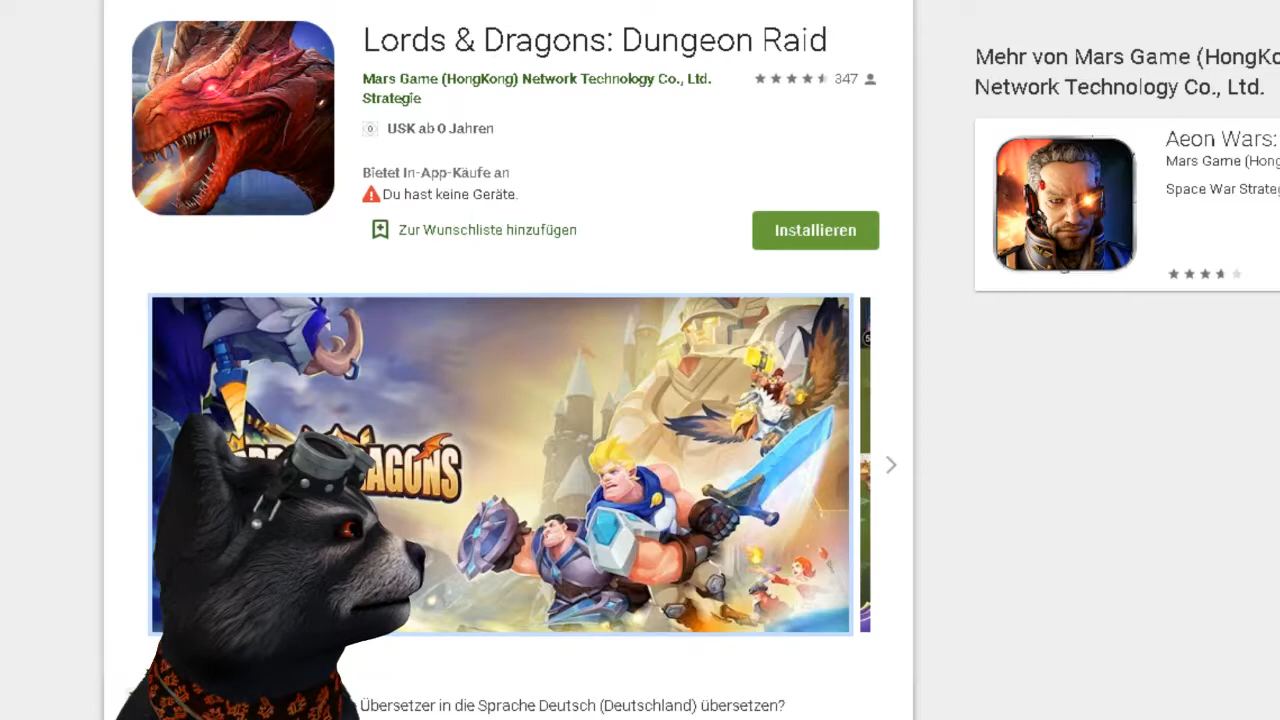 Lords & Dragons: Dungeon Raid
Mars Game (HongKong) Network Technology Co., Ltd.
347
Strategie
0
USK ab 0 Jahren
Bietet In-App-Käufe an
Du hast keine Geräte.
Zur Wunschliste hinzufügen
Installieren
Übersetzer in die Sprache Deutsch (Deutschland) übersetzen?
Mehr von Mars Game (HongKo
Network Technology Co., Ltd.
Aeon Wars:
Mars Game (Hong
Space War Strateg